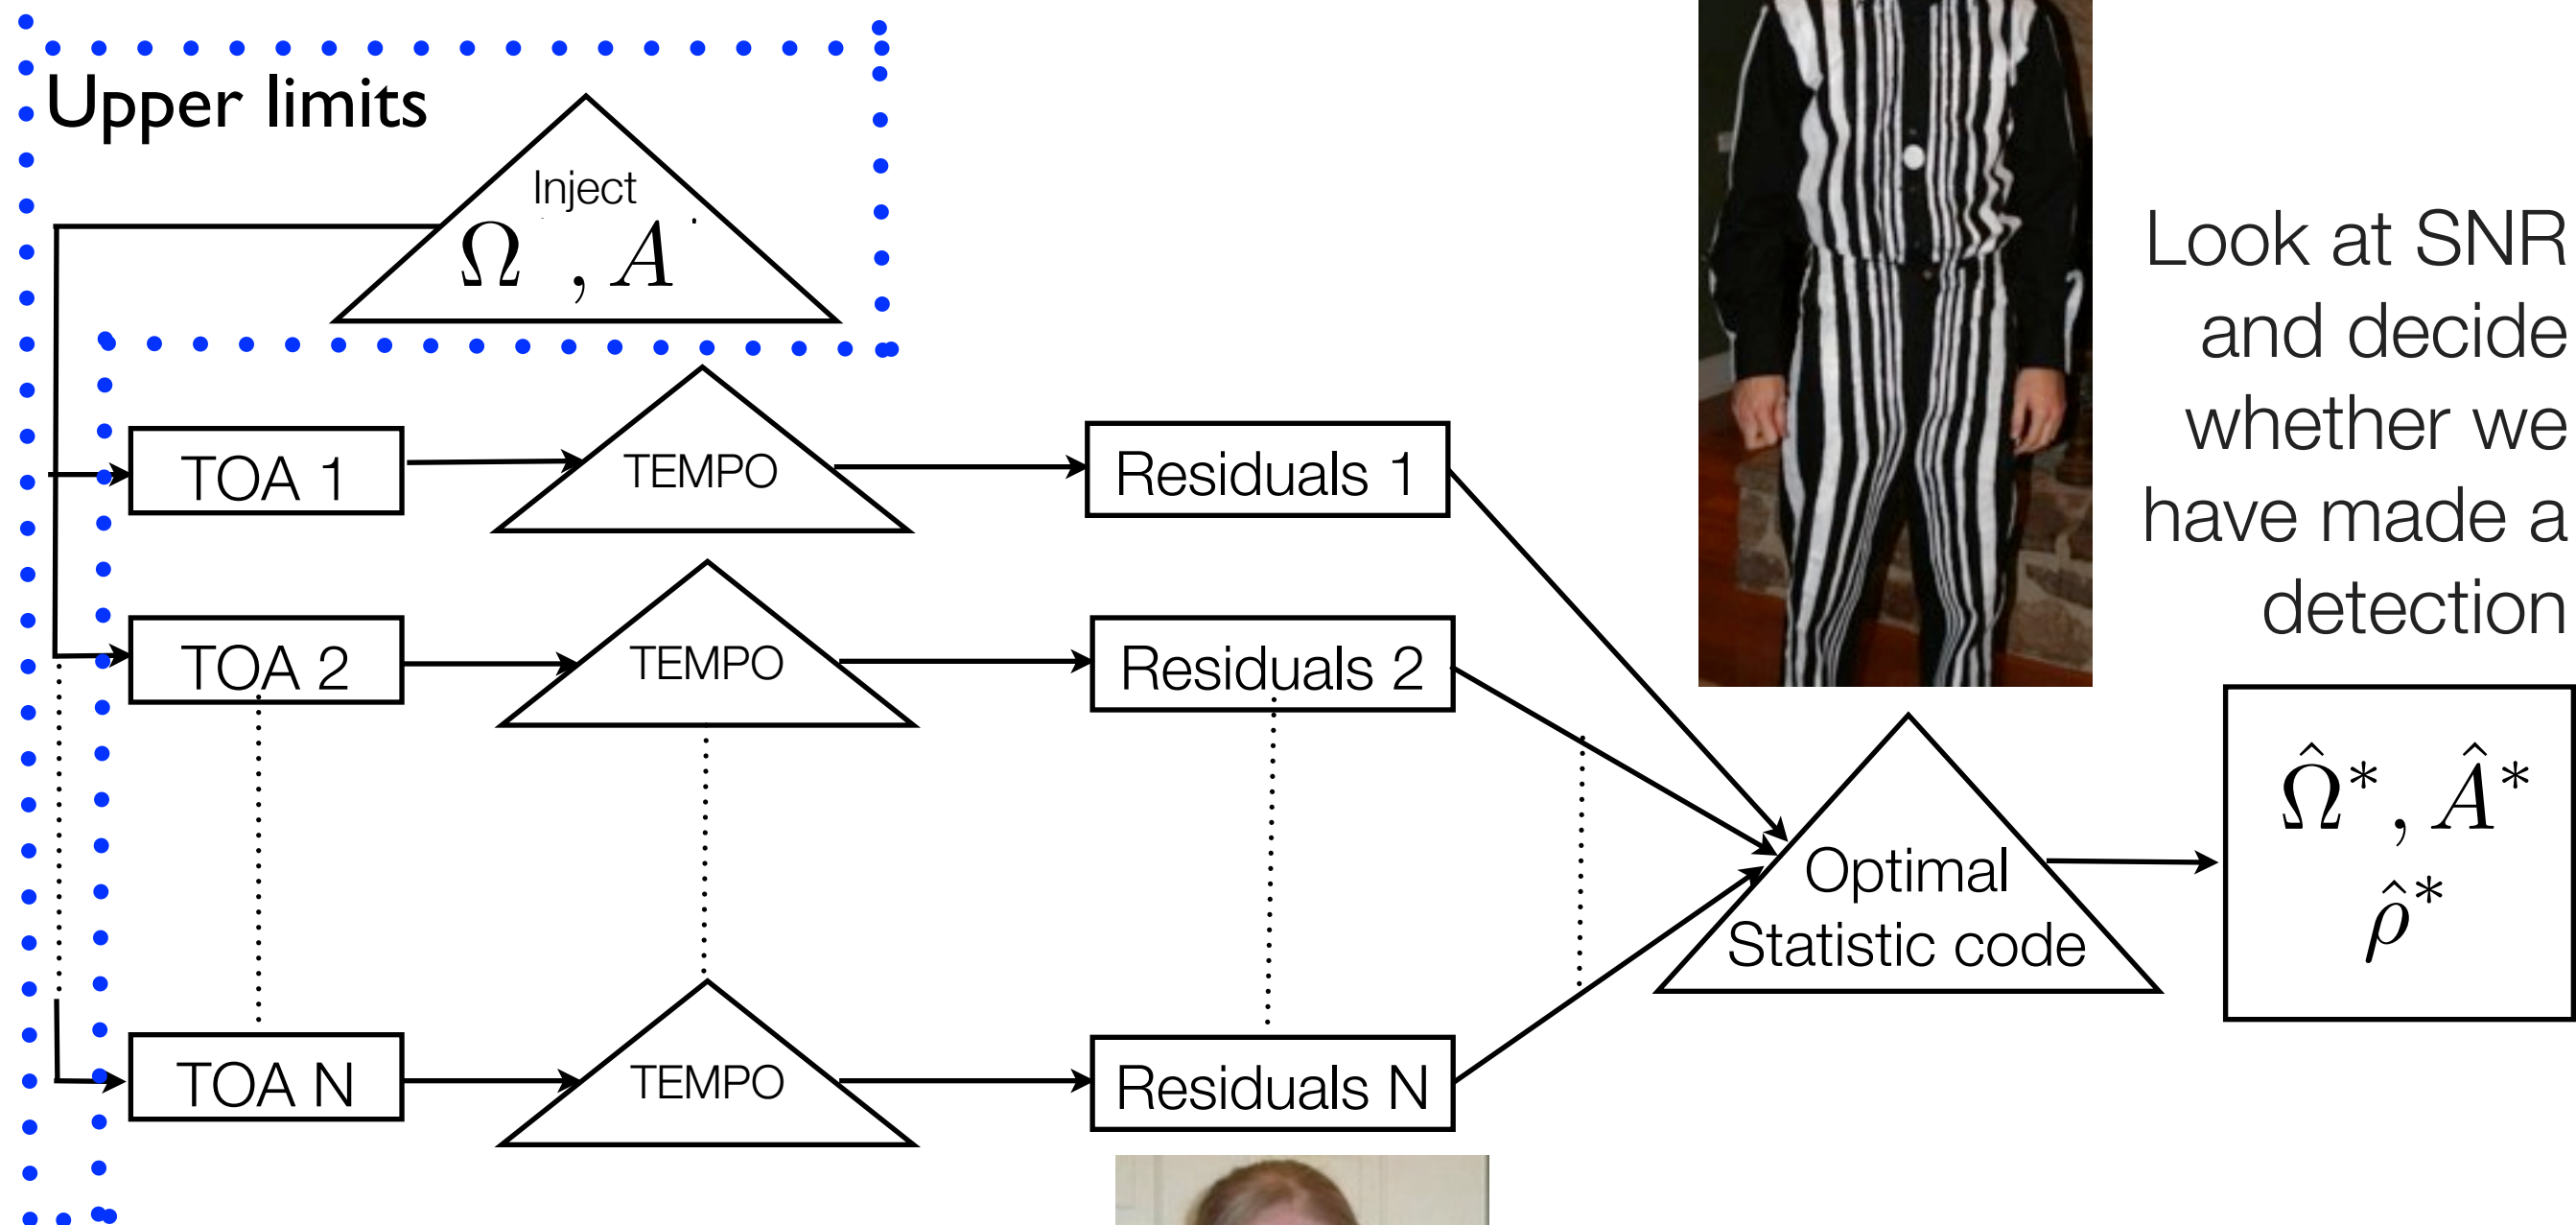 Upper limits
Inject
Ω , A
TOA 1
TEMPO
Residuals 1
TOA 2
TEMPO
Residuals 2
TOA N
TEMPO
Residuals N
Optimal
Statistic code
Look at SNR
and decide
whether we
have made a
detection
Ω̂*, Â*
ρ̂*